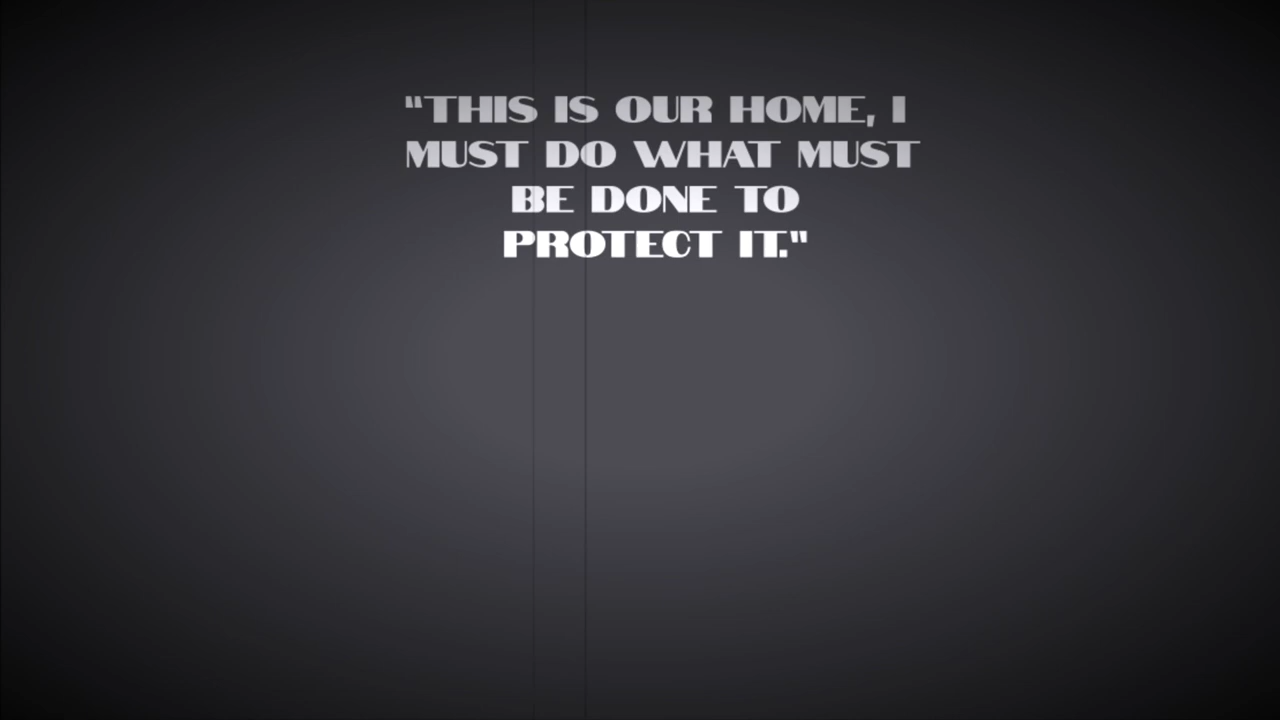 "THIS IS OUR HOME, I
MUST DO WHAT MUST
BE DONE TO
PROTECT IT."